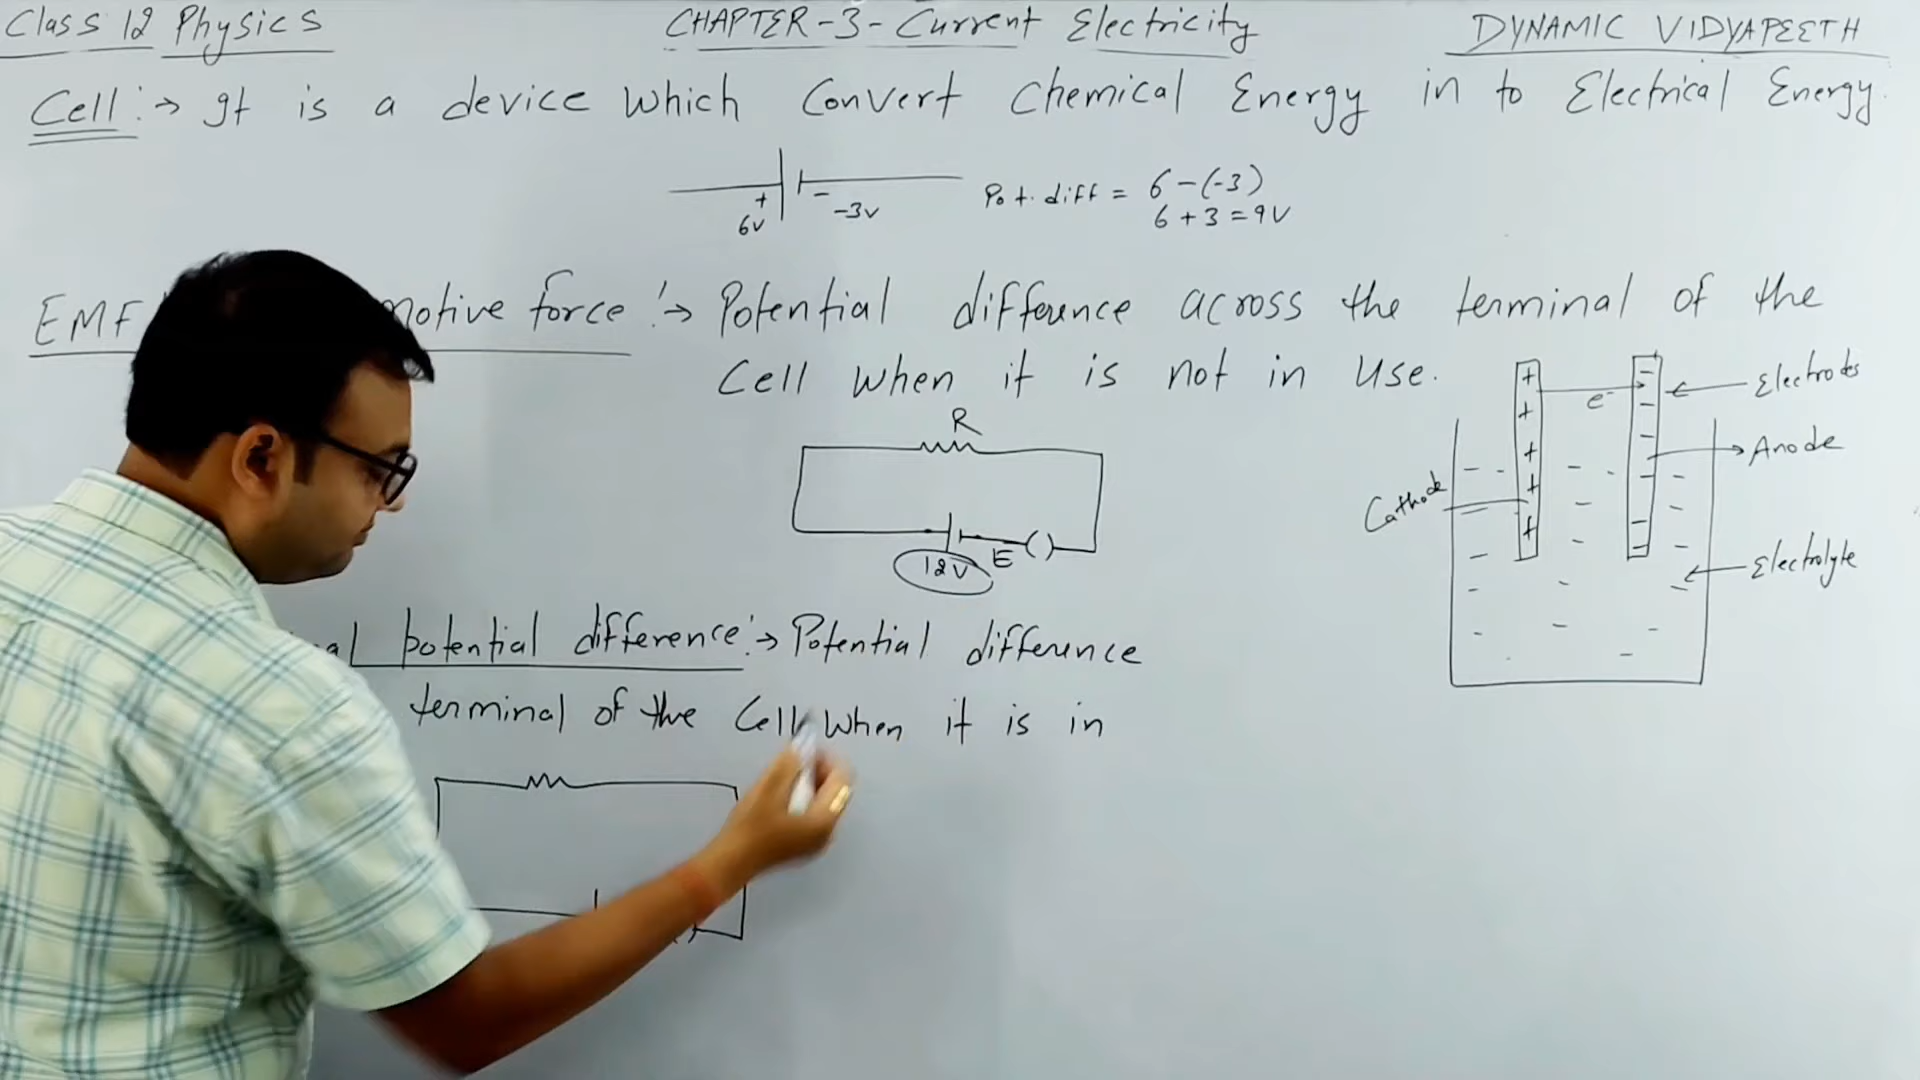 Class 12 Physics
CHAPTER-3-Current Electricity
DYNAMIC VIDYAPEETH
Cell:→ It is a device which Convert Chemical Energy in to Electrical Energy.
+ -
6V -3V
Pot. diff = 6-(-3)
6+3=9V
EMF motive force:→ Potential difference across the terminal of the
Cell when it is not in use.
R
12V E
+ e- -
Electrodes
Anode
Cathode
Electrolyte
al potential difference:→ Potential difference
terminal of the Cell when it is in